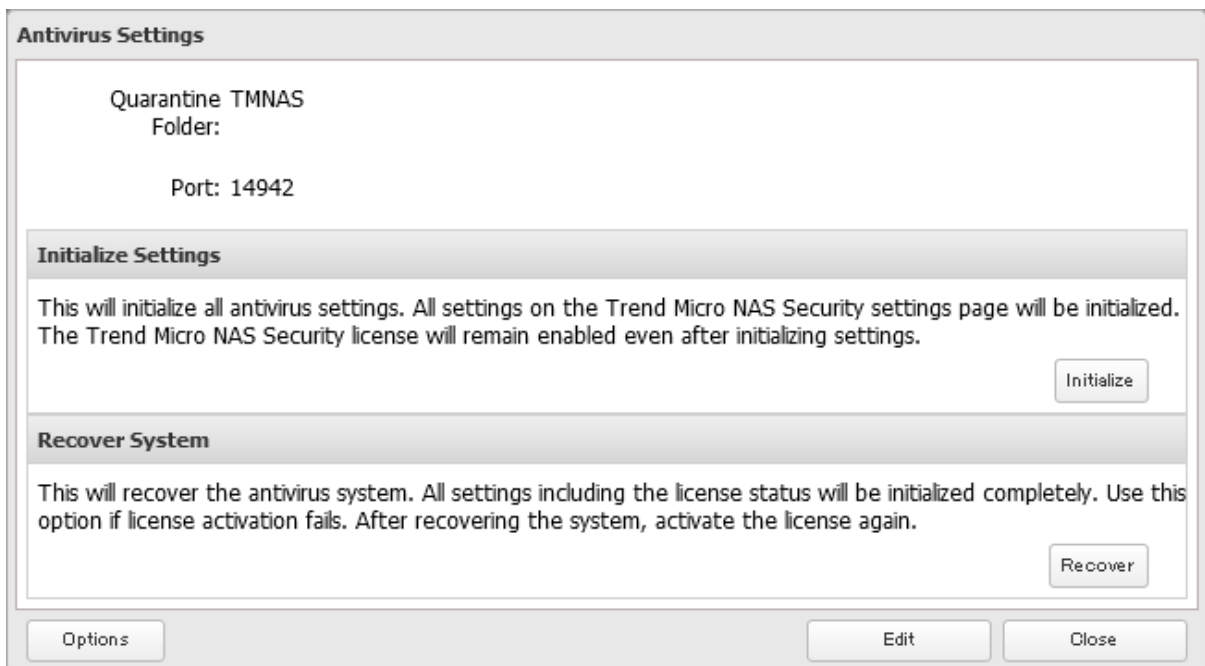 Antivirus Settings
Quarantine TMNAS
Folder:
Port: 14942
Initialize Settings
This will initialize all antivirus settings. All settings on the Trend Micro NAS Security settings page will be initialized.
The Trend Micro NAS Security license will remain enabled even after initializing settings.
Initialize
Recover System
This will recover the antivirus system. All settings including the license status will be initialized completely. Use this
option if license activation fails. After recovering the system, activate the license again.
Recover
Options Edit Close